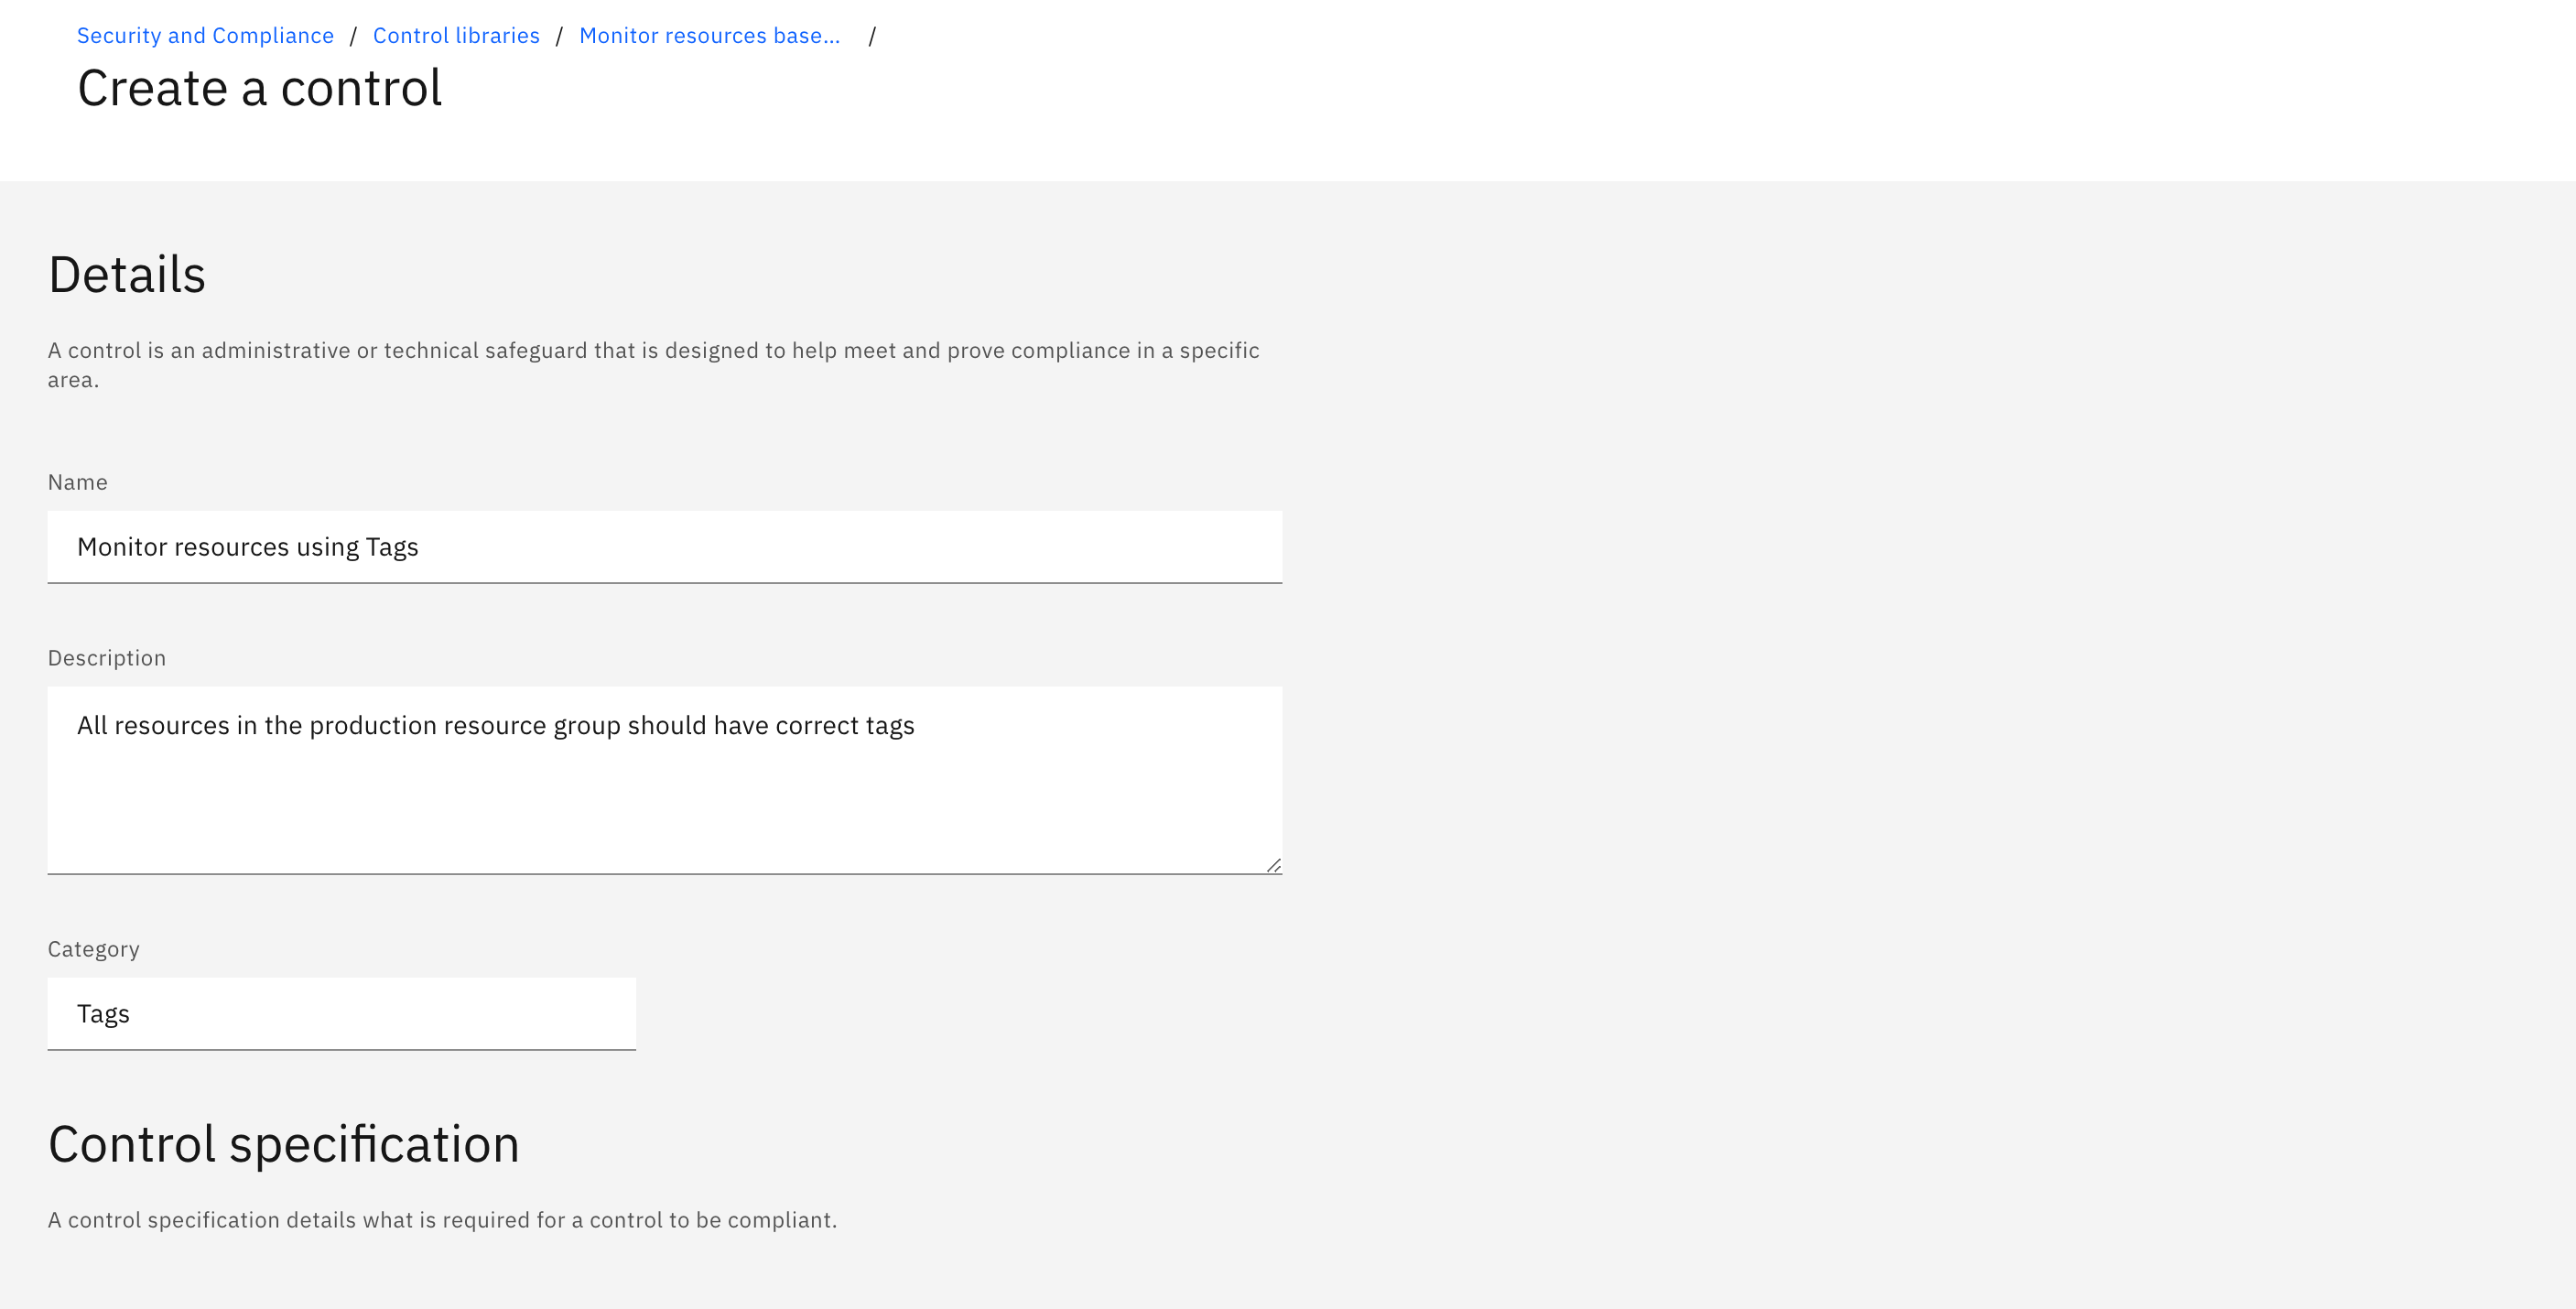 Security and Compliance / Control libraries / Monitor resources base... /
Create a control
Details
A control is an administrative or technical safeguard that is designed to help meet and prove compliance in a specific
area.
Name
Monitor resources using Tags
Description
All resources in the production resource group should have correct tags
Category
Tags
Control specification
A control specification details what is required for a control to be compliant.